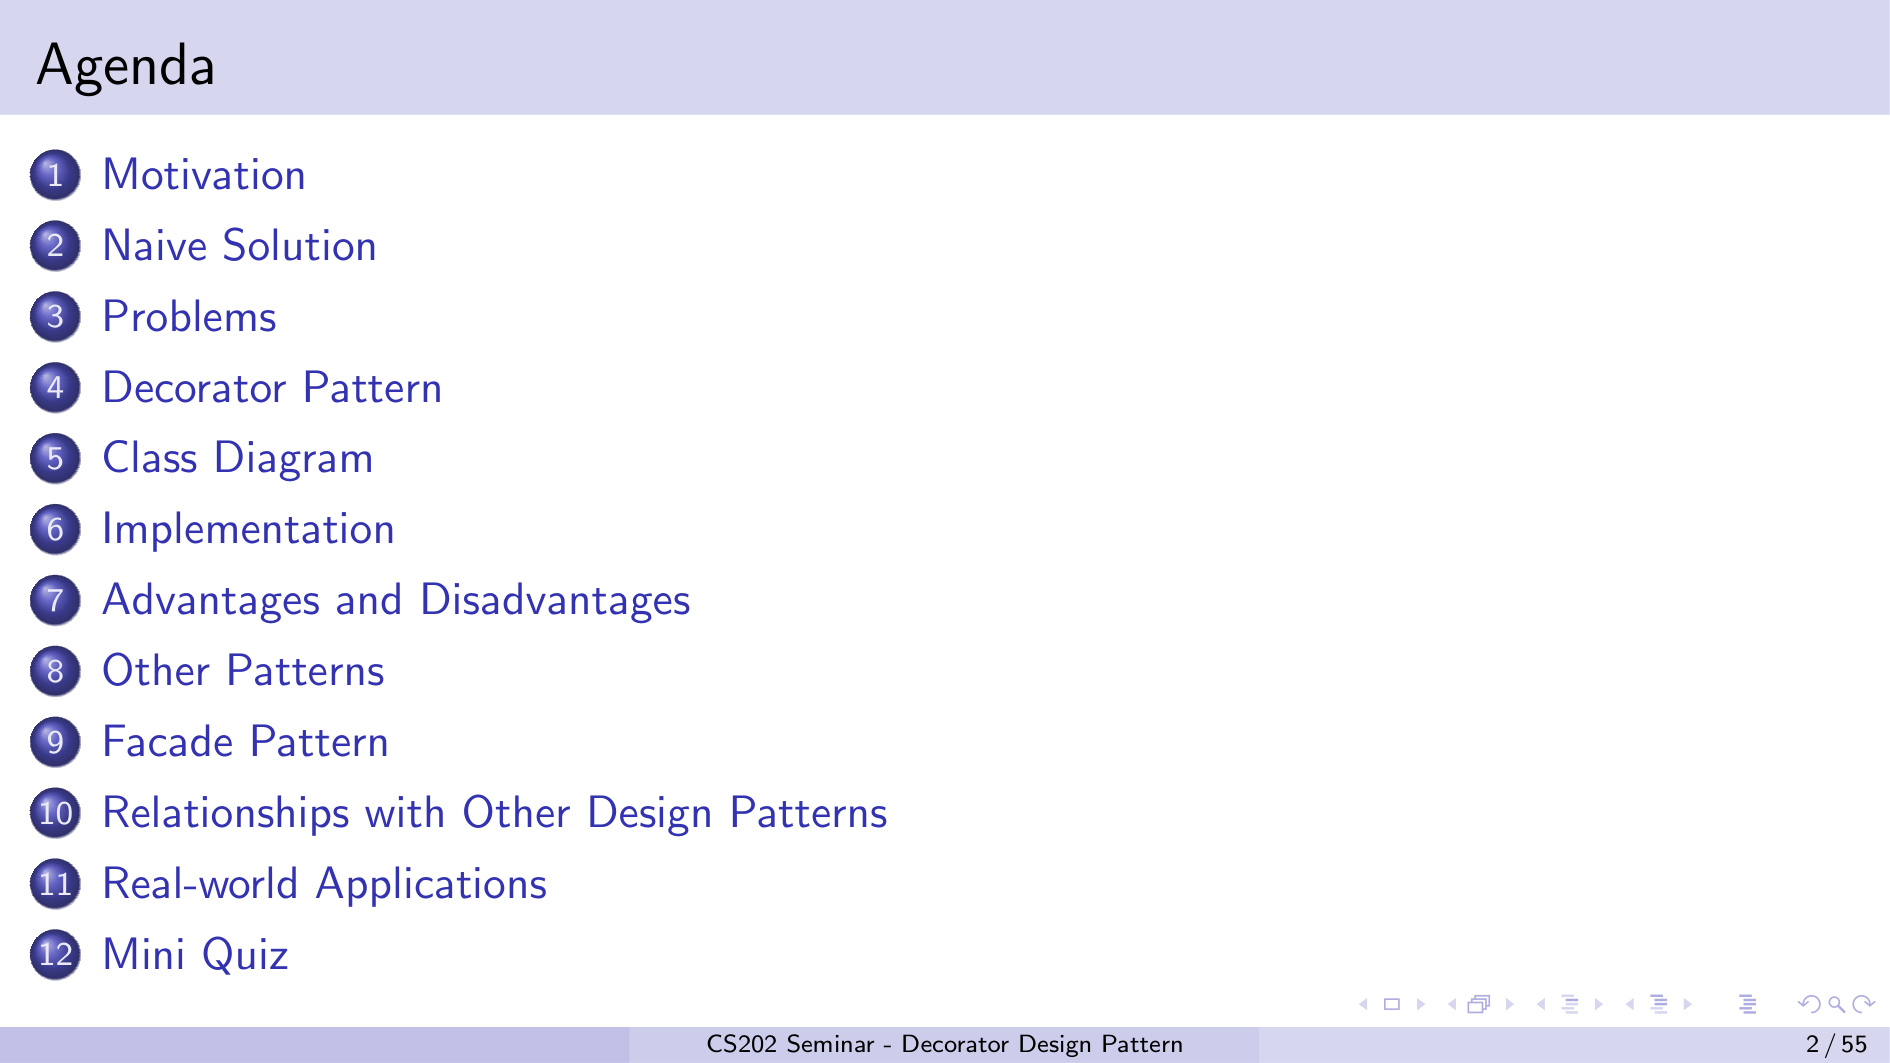 Agenda
1 Motivation
2 Naive Solution
3 Problems
4 Decorator Pattern
5 Class Diagram
6 Implementation
7 Advantages and Disadvantages
8 Other Patterns
9 Facade Pattern
10 Relationships with Other Design Patterns
11 Real-world Applications
12 Mini Quiz
CS202 Seminar - Decorator Design Pattern 2 / 55